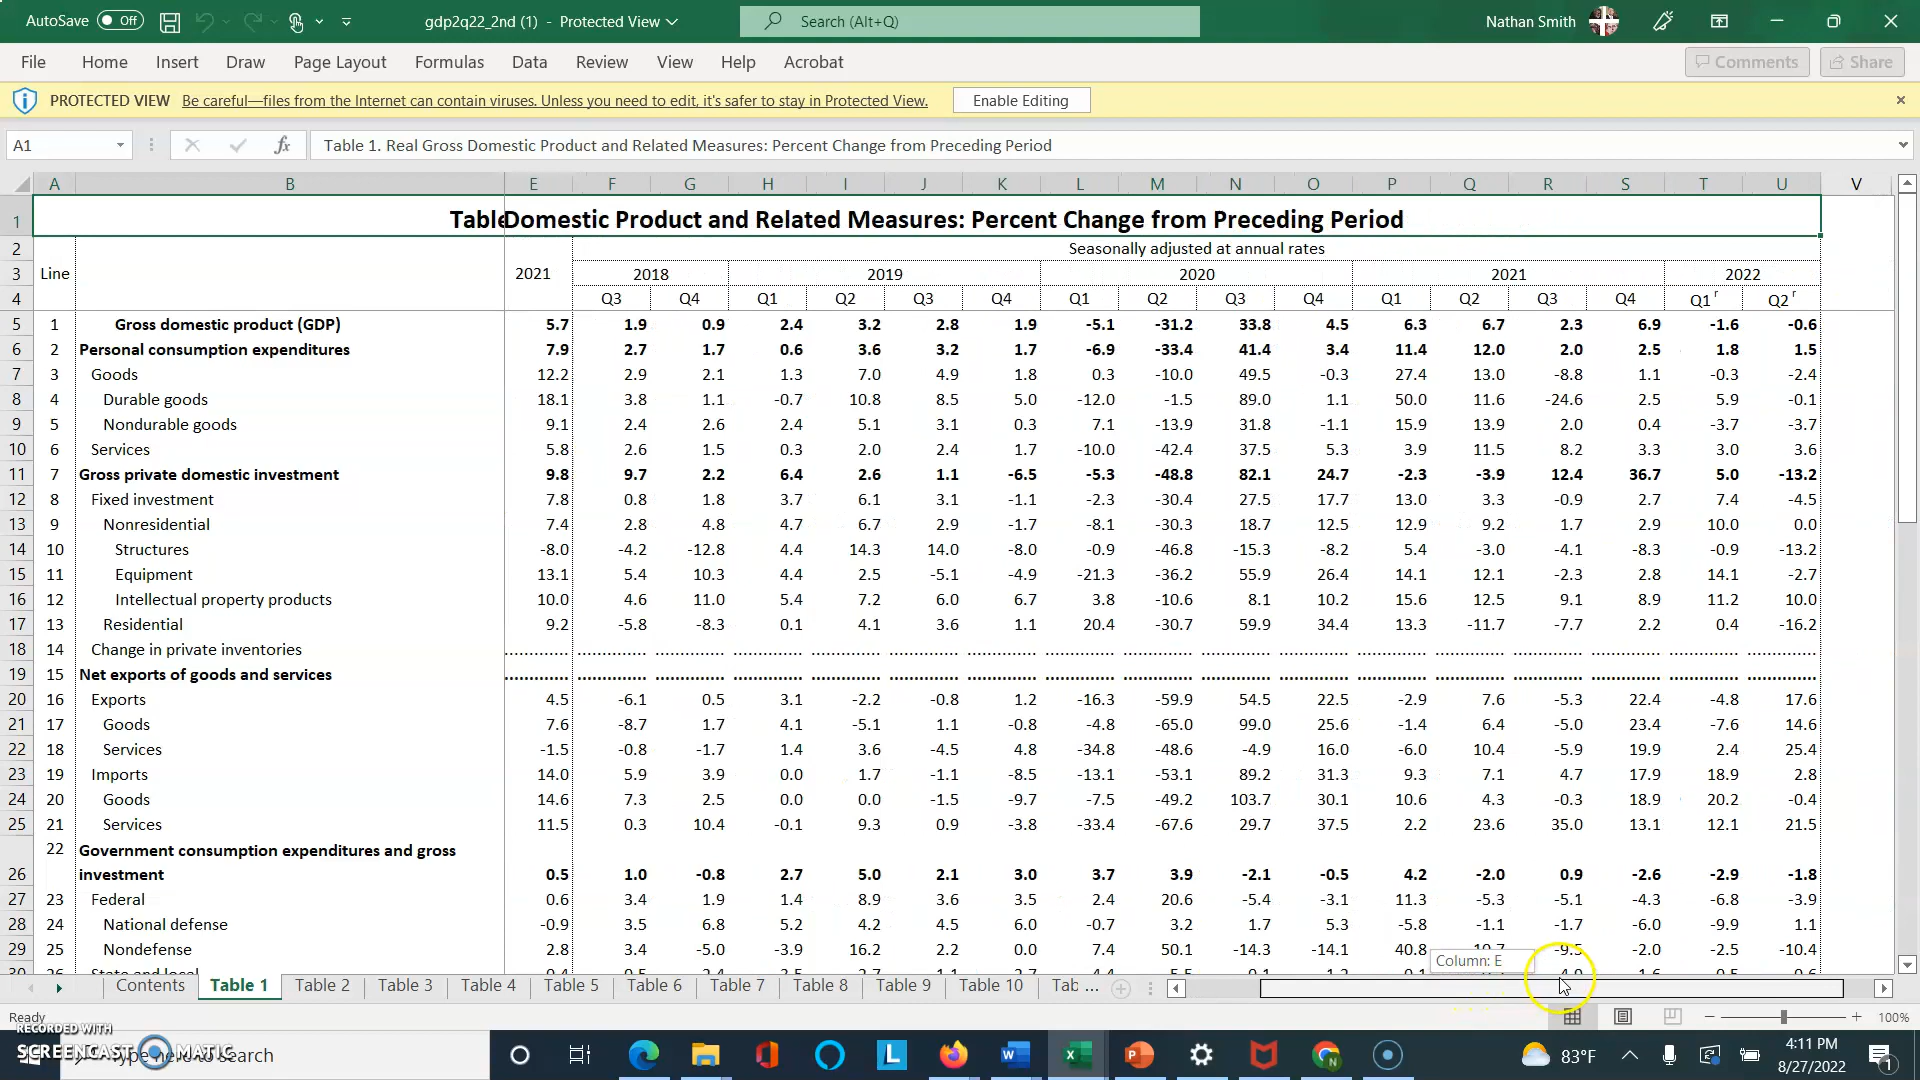 AutoSave Off gdp2q22_2nd (1) - Protected View Search (Alt+Q) Nathan Smith
File Home Insert Draw Page Layout Formulas Data Review View Help Acrobat Comments Share
PROTECTED VIEW Be careful—files from the Internet can contain viruses. Unless you need to edit, it's safer to stay in Protected View. Enable Editing
A1 fx Table 1. Real Gross Domestic Product and Related Measures: Percent Change from Preceding Period
A B E F G H I J K L M N O P Q R S T U V
1 Table Domestic Product and Related Measures: Percent Change from Preceding Period
2 Seasonally adjusted at annual rates
3 Line 2021 2018 2019 2020 2021 2022
4 Q3 Q4 Q1 Q2 Q3 Q4 Q1 Q2 Q3 Q4 Q1 Q2 Q3 Q4 Q1 r Q2 r
5 1 Gross domestic product (GDP) 5.7 1.9 0.9 2.4 3.2 2.8 1.9 -5.1 -31.2 33.8 4.5 6.3 6.7 2.3 6.9 -1.6 -0.6
6 2 Personal consumption expenditures 7.9 2.7 1.7 0.6 3.6 3.2 1.7 -6.9 -33.4 41.4 3.4 11.4 12.0 2.0 2.5 1.8 1.5
7 3 Goods 12.2 2.9 2.1 1.3 7.0 4.9 1.8 0.3 -10.0 49.5 -0.3 27.4 13.0 -8.8 1.1 -0.3 -2.4
8 4 Durable goods 18.1 3.8 1.1 -0.7 10.8 8.5 5.0 -12.0 -1.5 89.0 1.1 50.0 11.6 -24.6 2.5 5.9 -0.1
9 5 Nondurable goods 9.1 2.4 2.6 2.4 5.1 3.1 0.3 7.1 -13.9 31.8 -1.1 15.9 13.9 2.0 0.4 -3.7 -3.7
10 6 Services 5.8 2.6 1.5 0.3 2.0 2.4 1.7 -10.0 -42.4 37.5 5.3 3.9 11.5 8.2 3.3 3.0 3.6
11 7 Gross private domestic investment 9.8 9.7 2.2 6.4 2.6 1.1 -6.5 -5.3 -48.8 82.1 24.7 -2.3 -3.9 12.4 36.7 5.0 -13.2
12 8 Fixed investment 7.8 0.8 1.8 3.7 6.1 3.1 -1.1 -2.3 -30.4 27.5 17.7 13.0 3.3 -0.9 2.7 7.4 -4.5
13 9 Nonresidential 7.4 2.8 4.8 4.7 6.7 2.9 -1.7 -8.1 -30.3 18.7 12.5 12.9 9.2 1.7 2.9 10.0 0.0
14 10 Structures -8.0 -4.2 -12.8 4.4 14.3 14.0 -8.0 -0.9 -46.8 -15.3 -8.2 5.4 -3.0 -4.1 -8.3 -0.9 -13.2
15 11 Equipment 13.1 5.4 10.3 4.4 2.5 -5.1 -4.9 -21.3 -36.2 55.9 26.4 14.1 12.1 -2.3 2.8 14.1 -2.7
16 12 Intellectual property products 10.0 4.6 11.0 5.4 7.2 6.0 6.7 3.8 -10.6 8.1 10.2 15.6 12.5 9.1 8.9 11.2 10.0
17 13 Residential 9.2 -5.8 -8.3 0.1 4.1 3.6 1.1 20.4 -30.7 59.9 34.4 13.3 -11.7 -7.7 2.2 0.4 -16.2
18 14 Change in private inventories
19 15 Net exports of goods and services
20 16 Exports 4.5 -6.1 0.5 3.1 -2.2 -0.8 1.2 -16.3 -59.9 54.5 22.5 -2.9 7.6 -5.3 22.4 -4.8 17.6
21 17 Goods 7.6 -8.7 1.7 4.1 -5.1 1.1 -0.8 -4.8 -65.0 99.0 25.6 -1.4 6.4 -5.0 23.4 -7.6 14.6
22 18 Services -1.5 -0.8 -1.7 1.4 3.6 -4.5 4.8 -34.8 -48.6 -4.9 16.0 -6.0 10.4 -5.9 19.9 2.4 25.4
23 19 Imports 14.0 5.9 3.9 0.0 1.7 -1.1 -8.5 -13.1 -53.1 89.2 31.3 9.3 7.1 4.7 17.9 18.9 2.8
24 20 Goods 14.6 7.3 2.5 0.0 0.0 -1.5 -9.7 -7.5 -49.2 103.7 30.1 10.6 4.3 -0.3 18.9 20.2 -0.4
25 21 Services 11.5 0.3 10.4 -0.1 9.3 0.9 -3.8 -33.4 -67.6 29.7 37.5 2.2 23.6 35.0 13.1 12.1 21.5
22 Government consumption expenditures and gross
26 investment 0.5 1.0 -0.8 2.7 5.0 2.1 3.0 3.7 3.9 -2.1 -0.5 4.2 -2.0 0.9 -2.6 -2.9 -1.8
27 23 Federal 0.6 3.4 1.9 1.4 8.9 3.6 3.5 2.4 20.6 -5.4 -3.1 11.3 -5.3 -5.1 -4.3 -6.8 -3.9
28 24 National defense -0.9 3.5 6.8 5.2 4.2 4.5 6.0 -0.7 3.2 1.7 5.3 -5.8 -1.1 -1.7 -6.0 -9.9 1.1
29 25 Nondefense 2.8 3.4 -5.0 -3.9 16.2 2.2 0.0 7.4 50.1 -14.3 -14.1 40.8 -9.5 -2.0 -2.5 -10.4
Column: E
Contents Table 1 Table 2 Table 3 Table 4 Table 5 Table 6 Table 7 Table 8 Table 9 Table 10 Tab ...
Ready 100%
RECORDED WITH
SCREENCAST MATIC
Type here to search
83°F 4:11 PM
8/27/2022
1